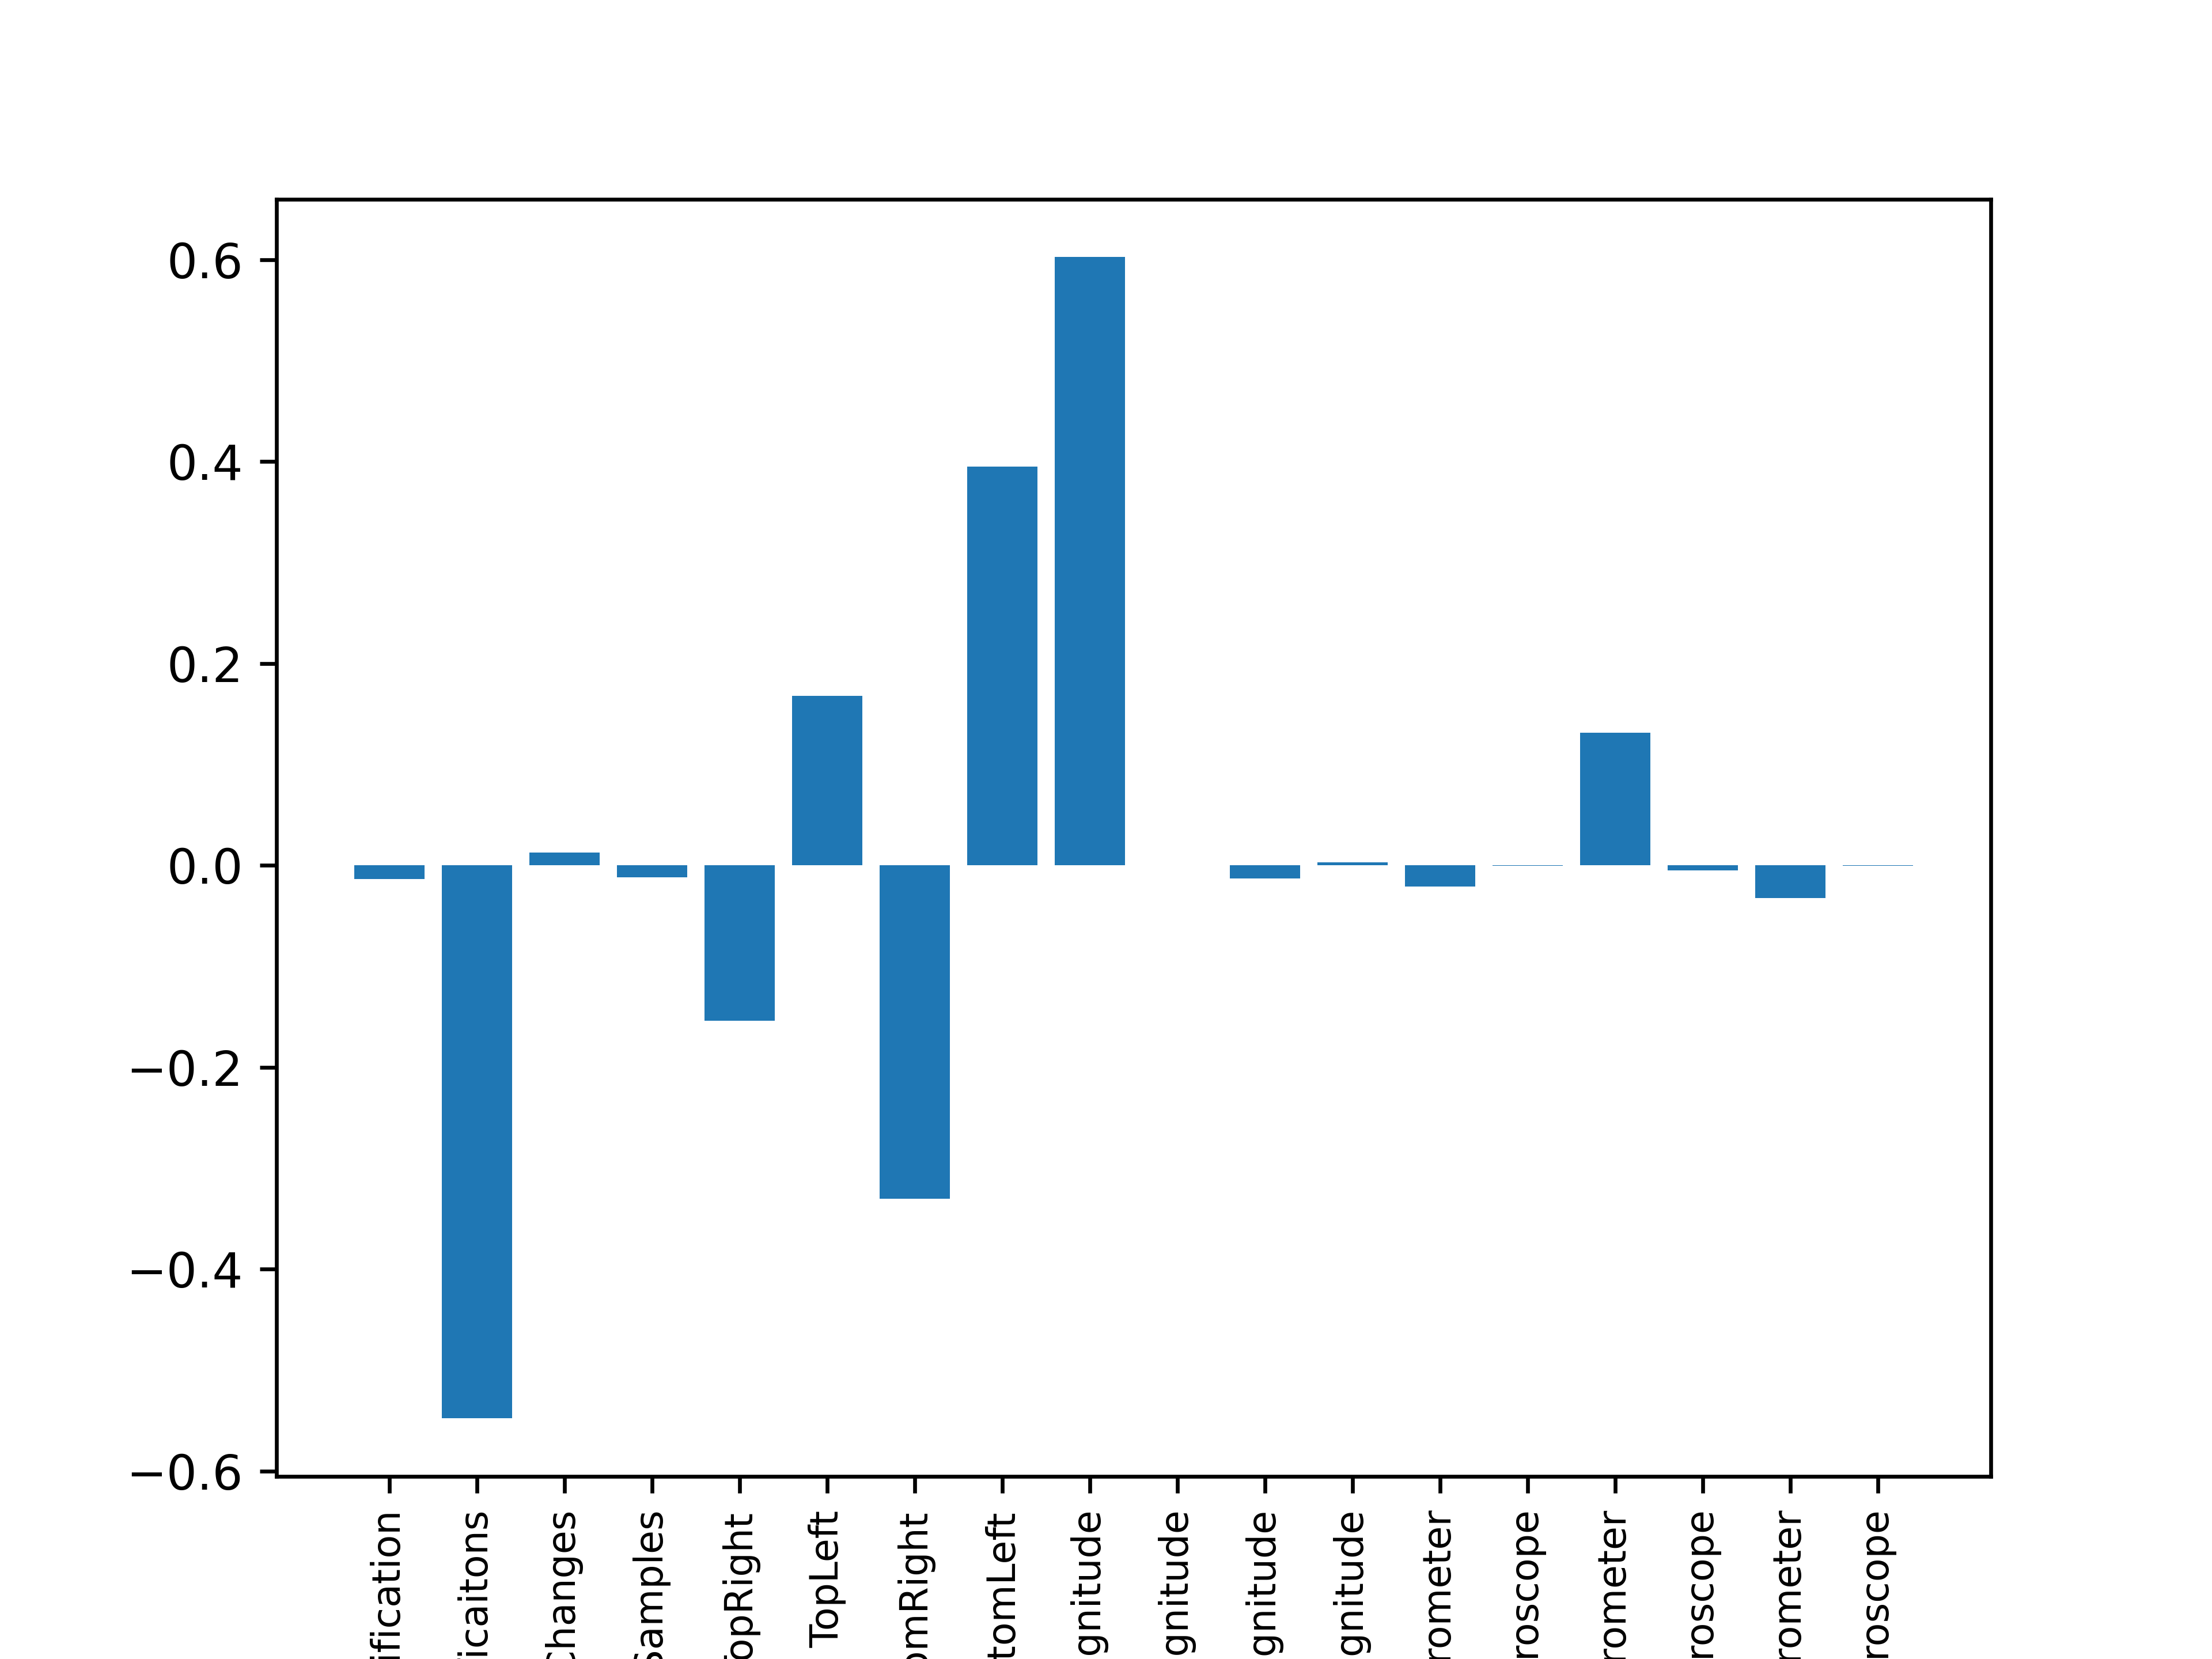 0.6
0.4
0.2
0.0
−0.2
−0.4
−0.6
ification
icaitons
Changes
Samples
TopRight
TopLeft
omRight
tomLeft
gnitude
gnitude
gnitude
gnitude
rometer
roscope
rometer
roscope
rometer
roscope